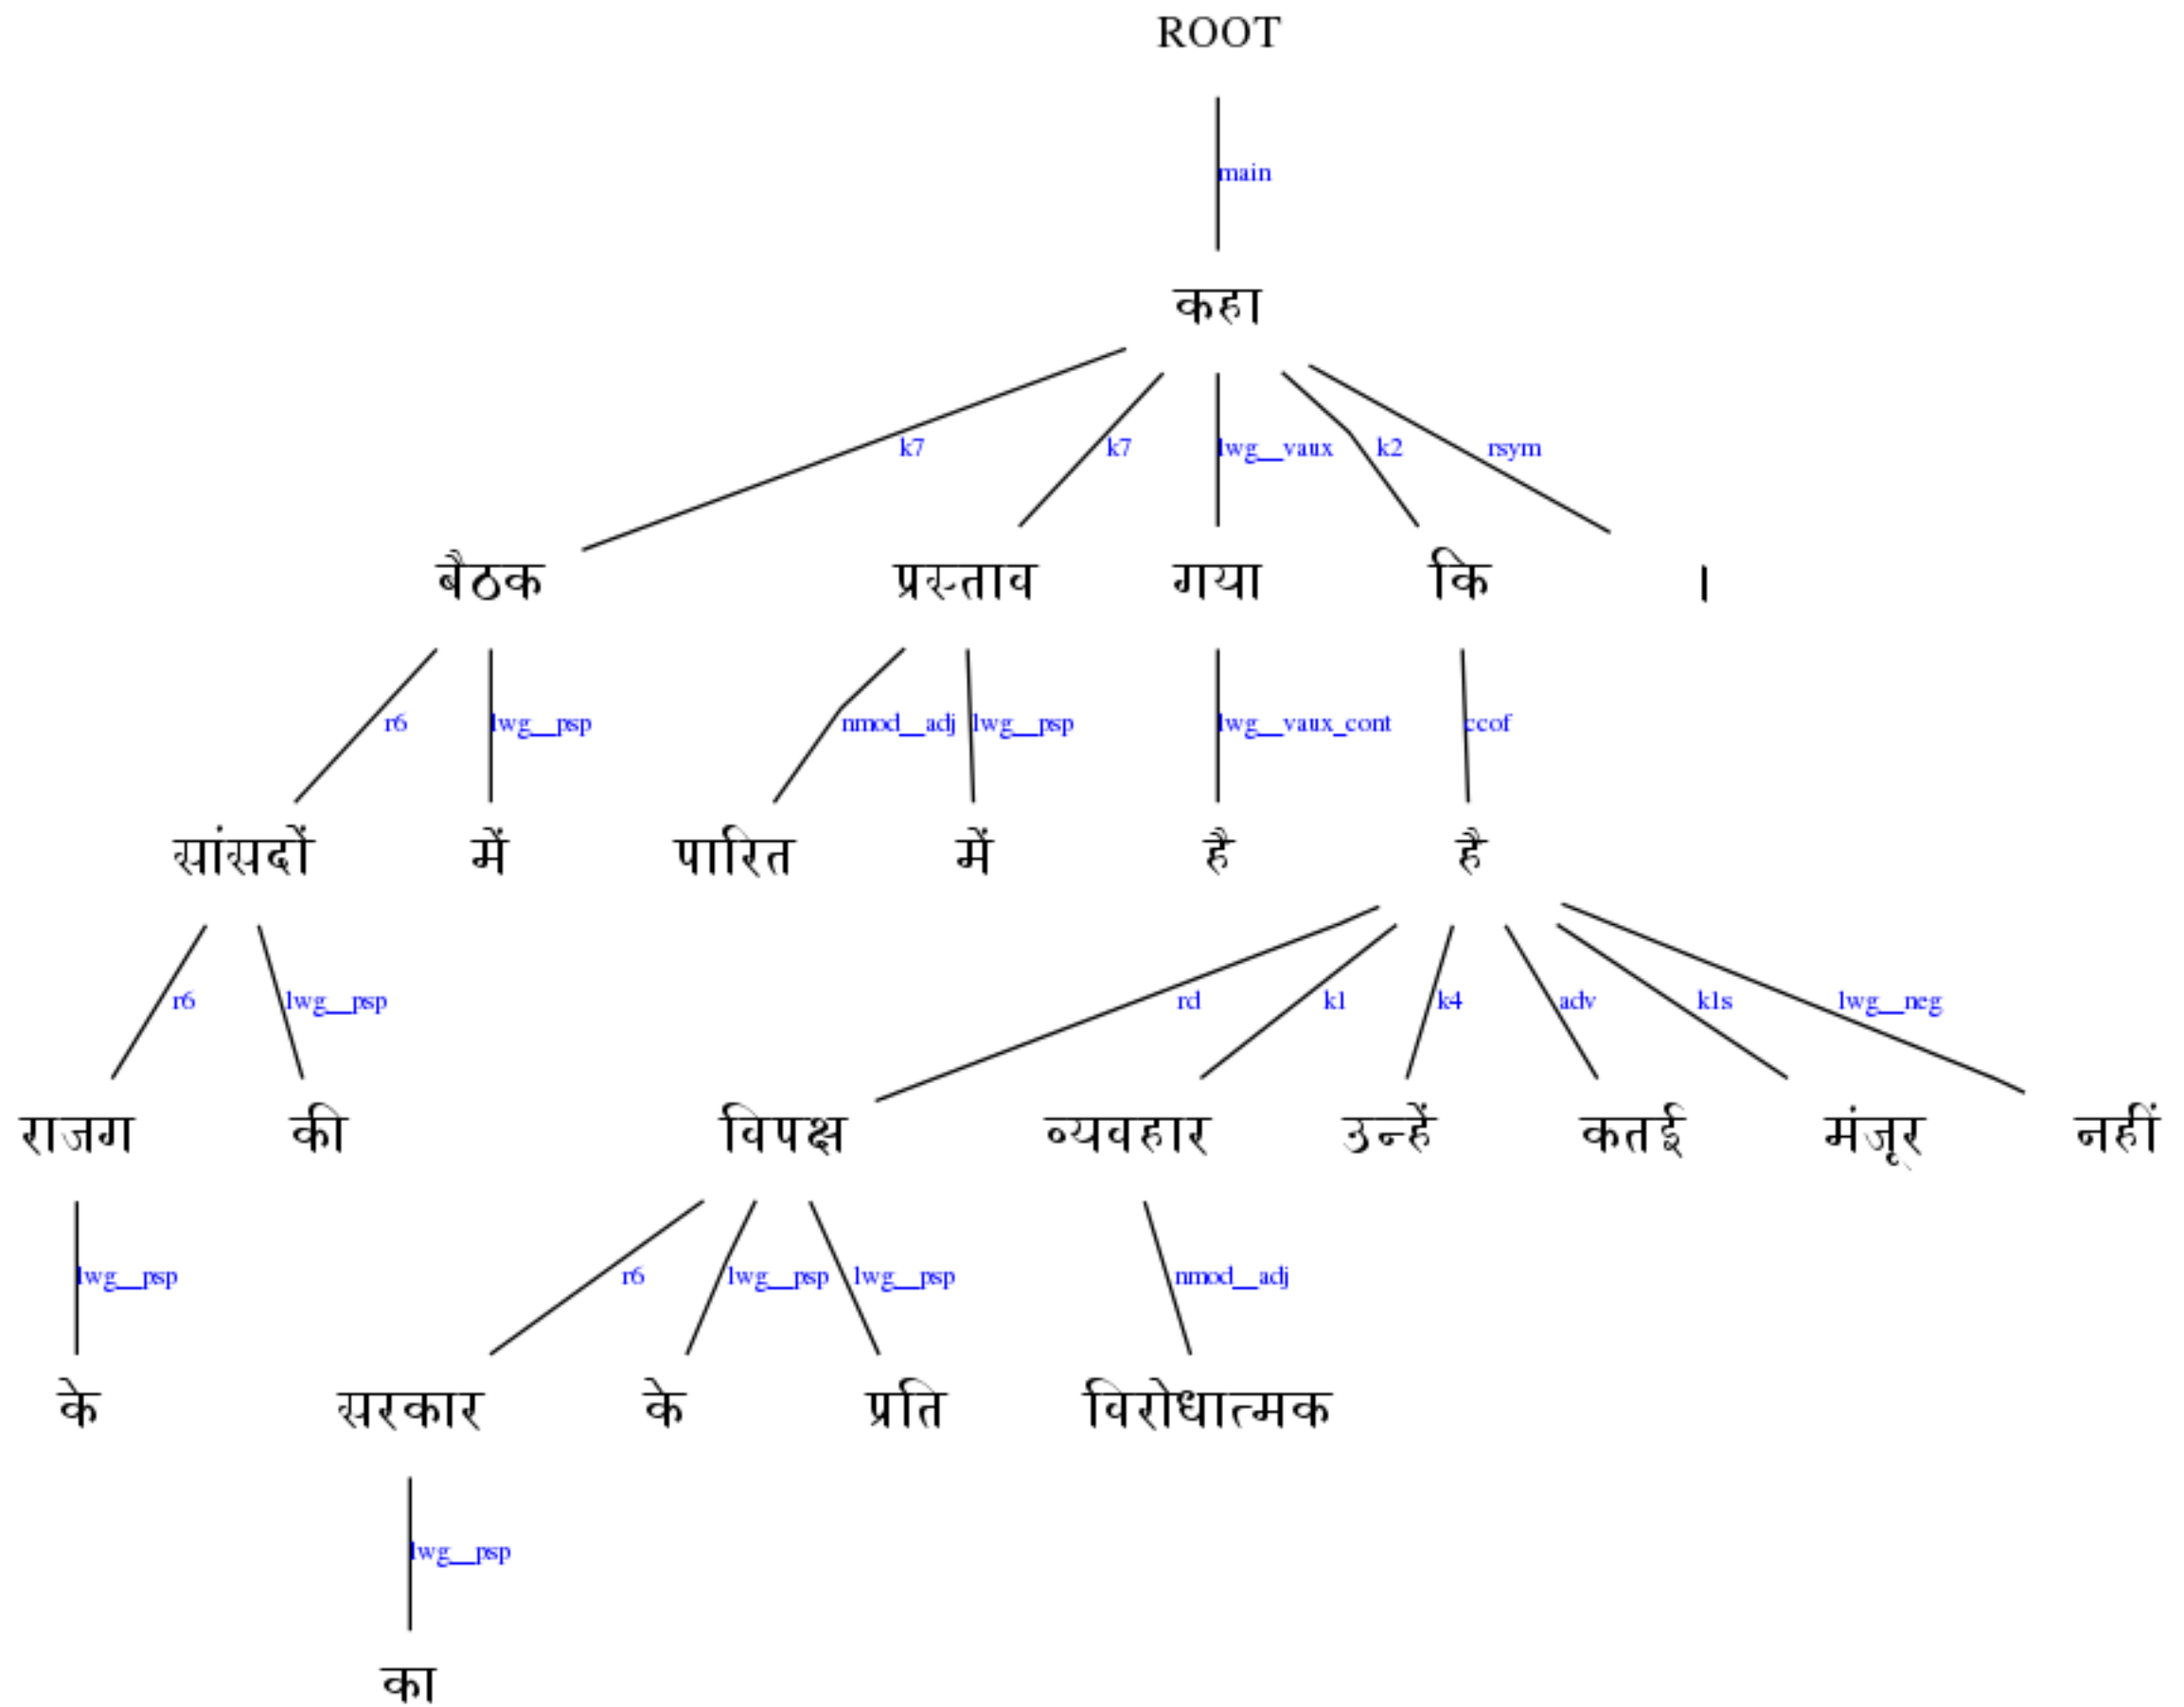 ROOT
main
कहा
k7 k7 lwg__vaux k2 rsym
बैठक प्रस्ताव गया कि ।
r6 lwg__psp nmod__adj lwg__psp lwg__vaux_cont ccof
सांसदों में पारित में है है
r6 lwg__psp rd k1 k4 adv k1s lwg__neg
राजग की विपक्ष व्यवहार उन्हें कतई मंजूर नहीं
lwg__psp r6 lwg__psp lwg__psp nmod__adj
के सरकार के प्रति विरोधात्मक
lwg__psp
का